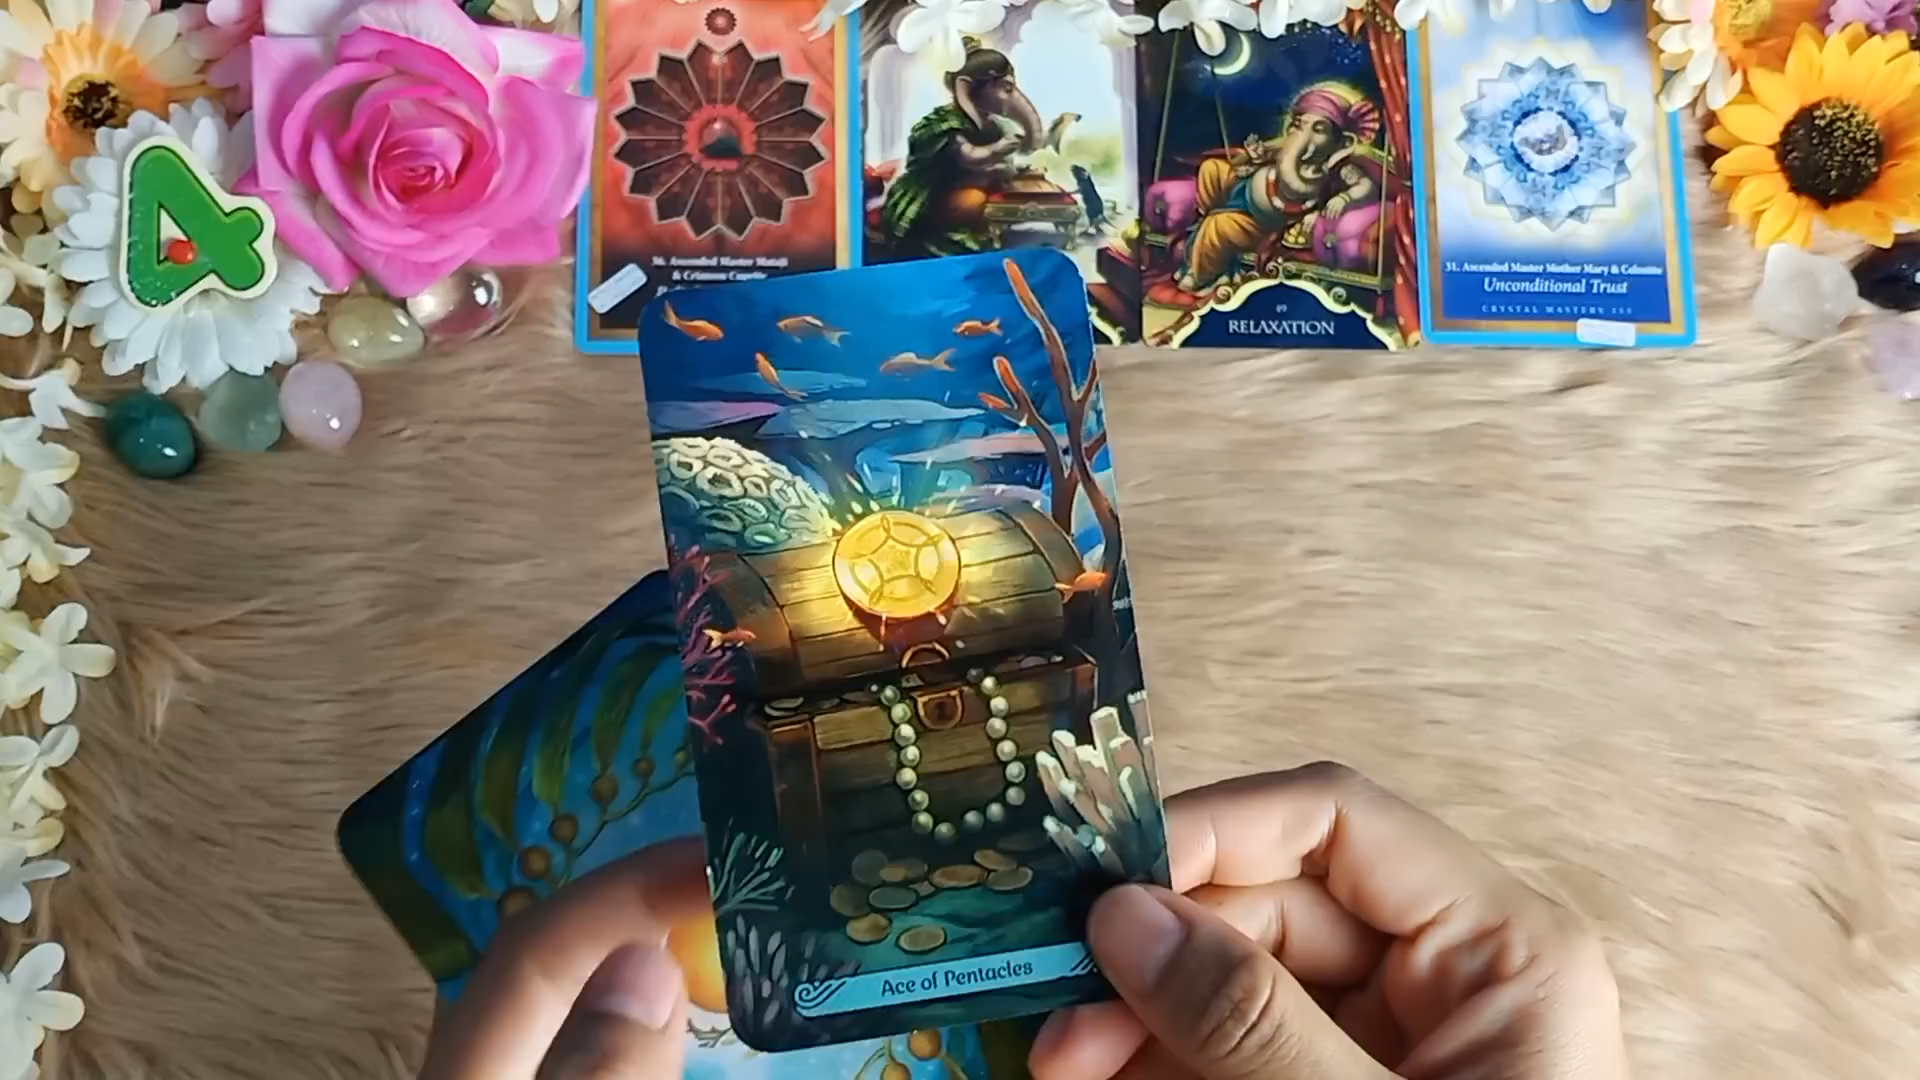 4
36. Ascended Master Mataji
& Crimson Cuprite
49
RELAXATION
31. Ascended Master Mother Mary & Celestite
Unconditional Trust
CRYSTAL MASTERS 333
Ace of Pentacles